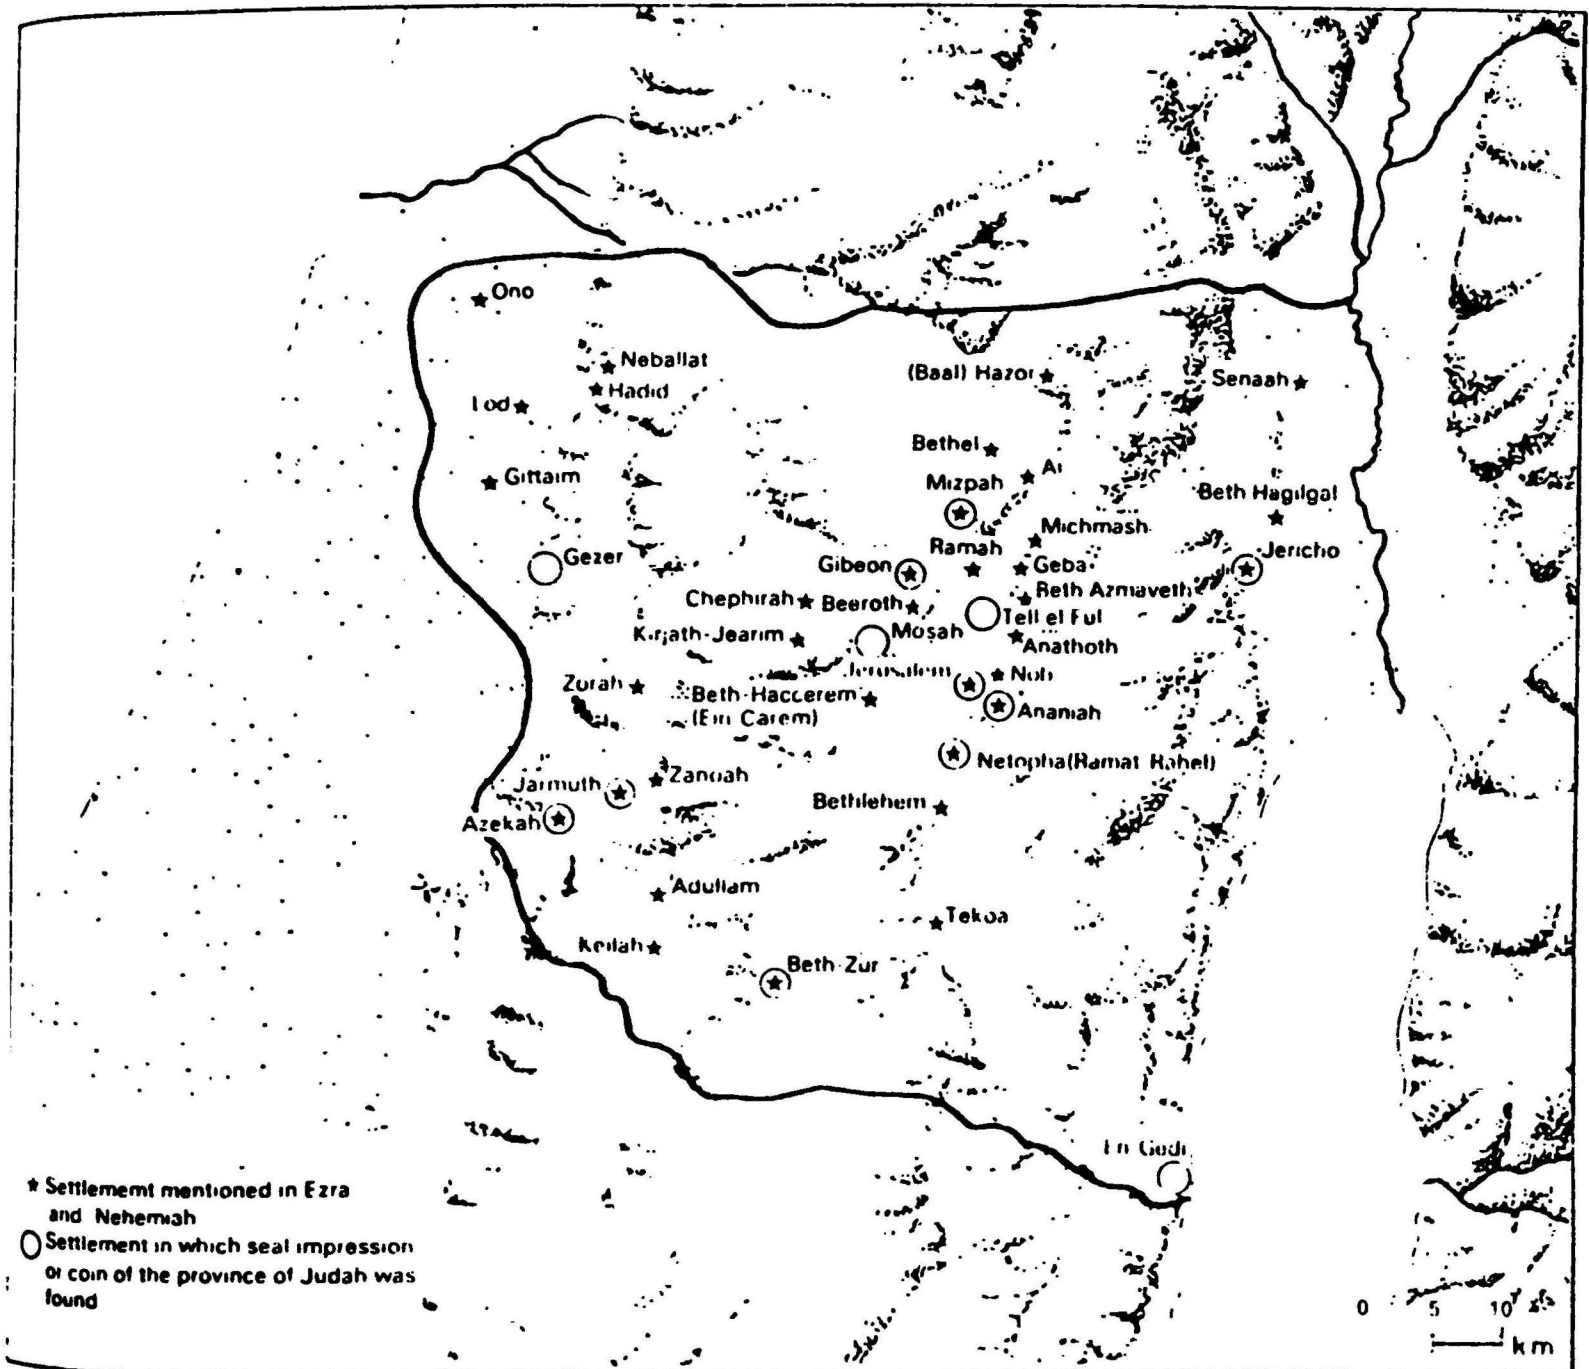 Ono
Neballat
Hadid
Lod
(Baal) Hazor
Senaah
Bethel
Ai
Gittaim
Mizpah
Beth Hagilgal
Michmash
Ramah
Jericho
Gezer
Gibeon
Geba
Beth Azmaveth
Chephirah
Beeroth
Tell el Ful
Kirjath-Jearim
Mosah
Anathoth
Jerusalem
Nob
Zorah
Beth-Haccerem
(Ein Carem)
Ananiah
Netopha(Ramat Rahel)
Zanoah
Jarmuth
Bethlehem
Azekah
Adullam
Tekoa
Keilah
Beth-Zur
En Gedi
Settlememt mentioned in Ezra
and Nehemiah
Settlement in which seal impression
or coin of the province of Judah was
found
0 5 10
km